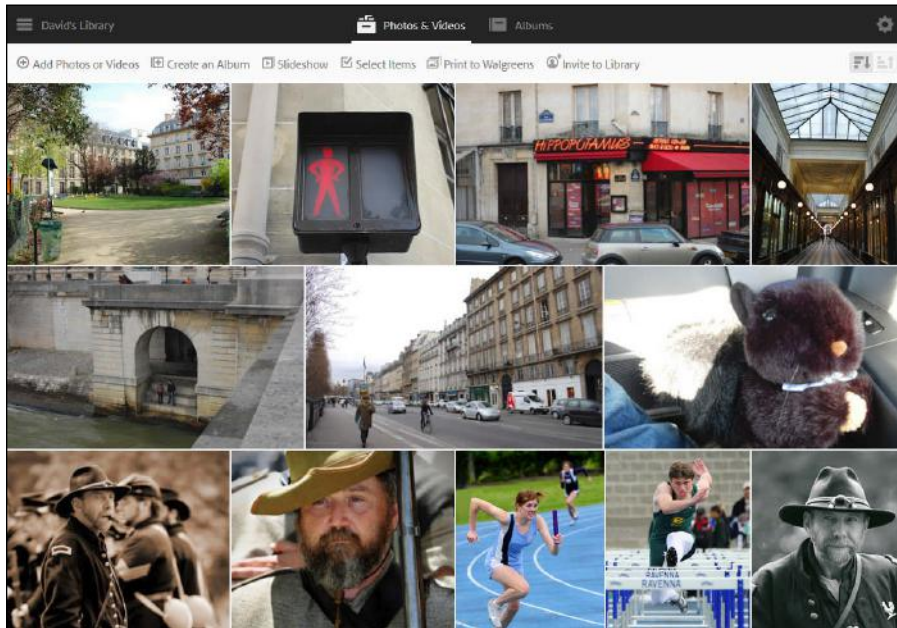 David's Library
Photos & Videos
Albums
Add Photos or Videos
Create an Album
Slideshow
Select Items
Print to Walgreens
Invite to Library
HIPPOPOTAMUS
RAVENNA
RAVENNA